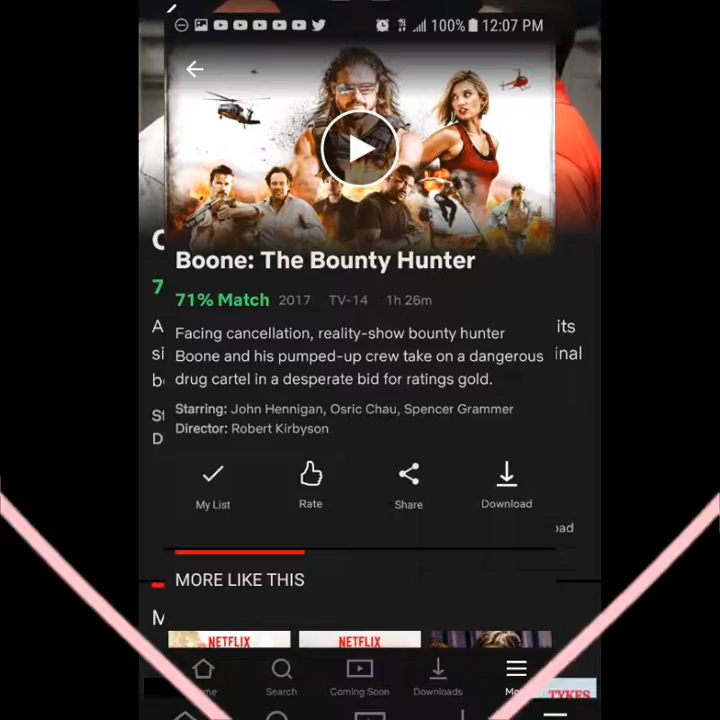 100% 12:07 PM
Boone: The Bounty Hunter
71% Match 2017 TV-14 1h 26m
Facing cancellation, reality-show bounty hunter
Boone and his pumped-up crew take on a dangerous
drug cartel in a desperate bid for ratings gold.
Starring: John Hennigan, Osric Chau, Spencer Grammer
Director: Robert Kirbyson
My List Rate Share Download
MORE LIKE THIS
NETFLIX NETFLIX
Search Coming Soon Downloads
TYKES